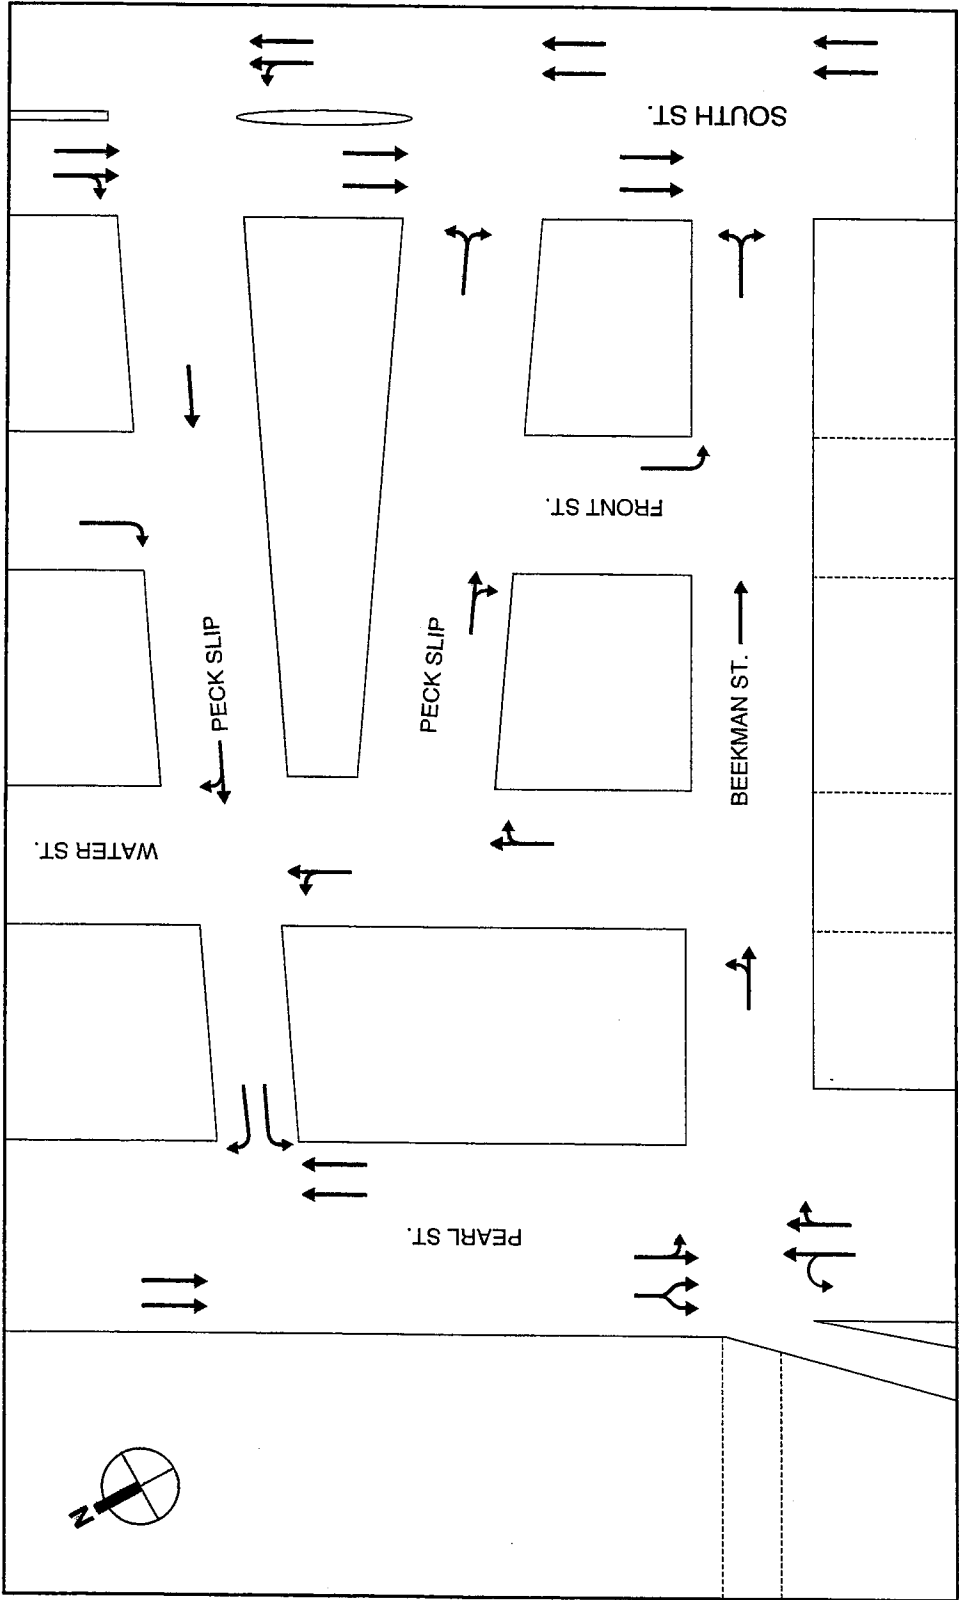 SOUTH ST.
FRONT ST.
PECK SLIP
PECK SLIP
BEEKMAN ST.
WATER ST.
PEARL ST.
N